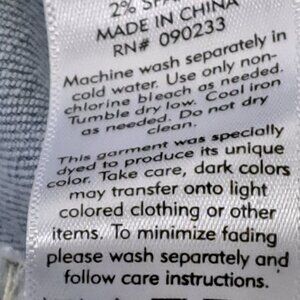 2% SPA
MADE IN CHINA
RN# 090233
Machine wash separately in
cold water. Use only non-
chlorine bleach as needed.
Tumble dry low. Cool iron
as needed. Do not dry
clean.
This garment was specially
dyed to produce its unique
color. Take care, dark colors
may transfer onto light
colored clothing or other
items. To minimize fading
please wash separately and
follow care instructions.